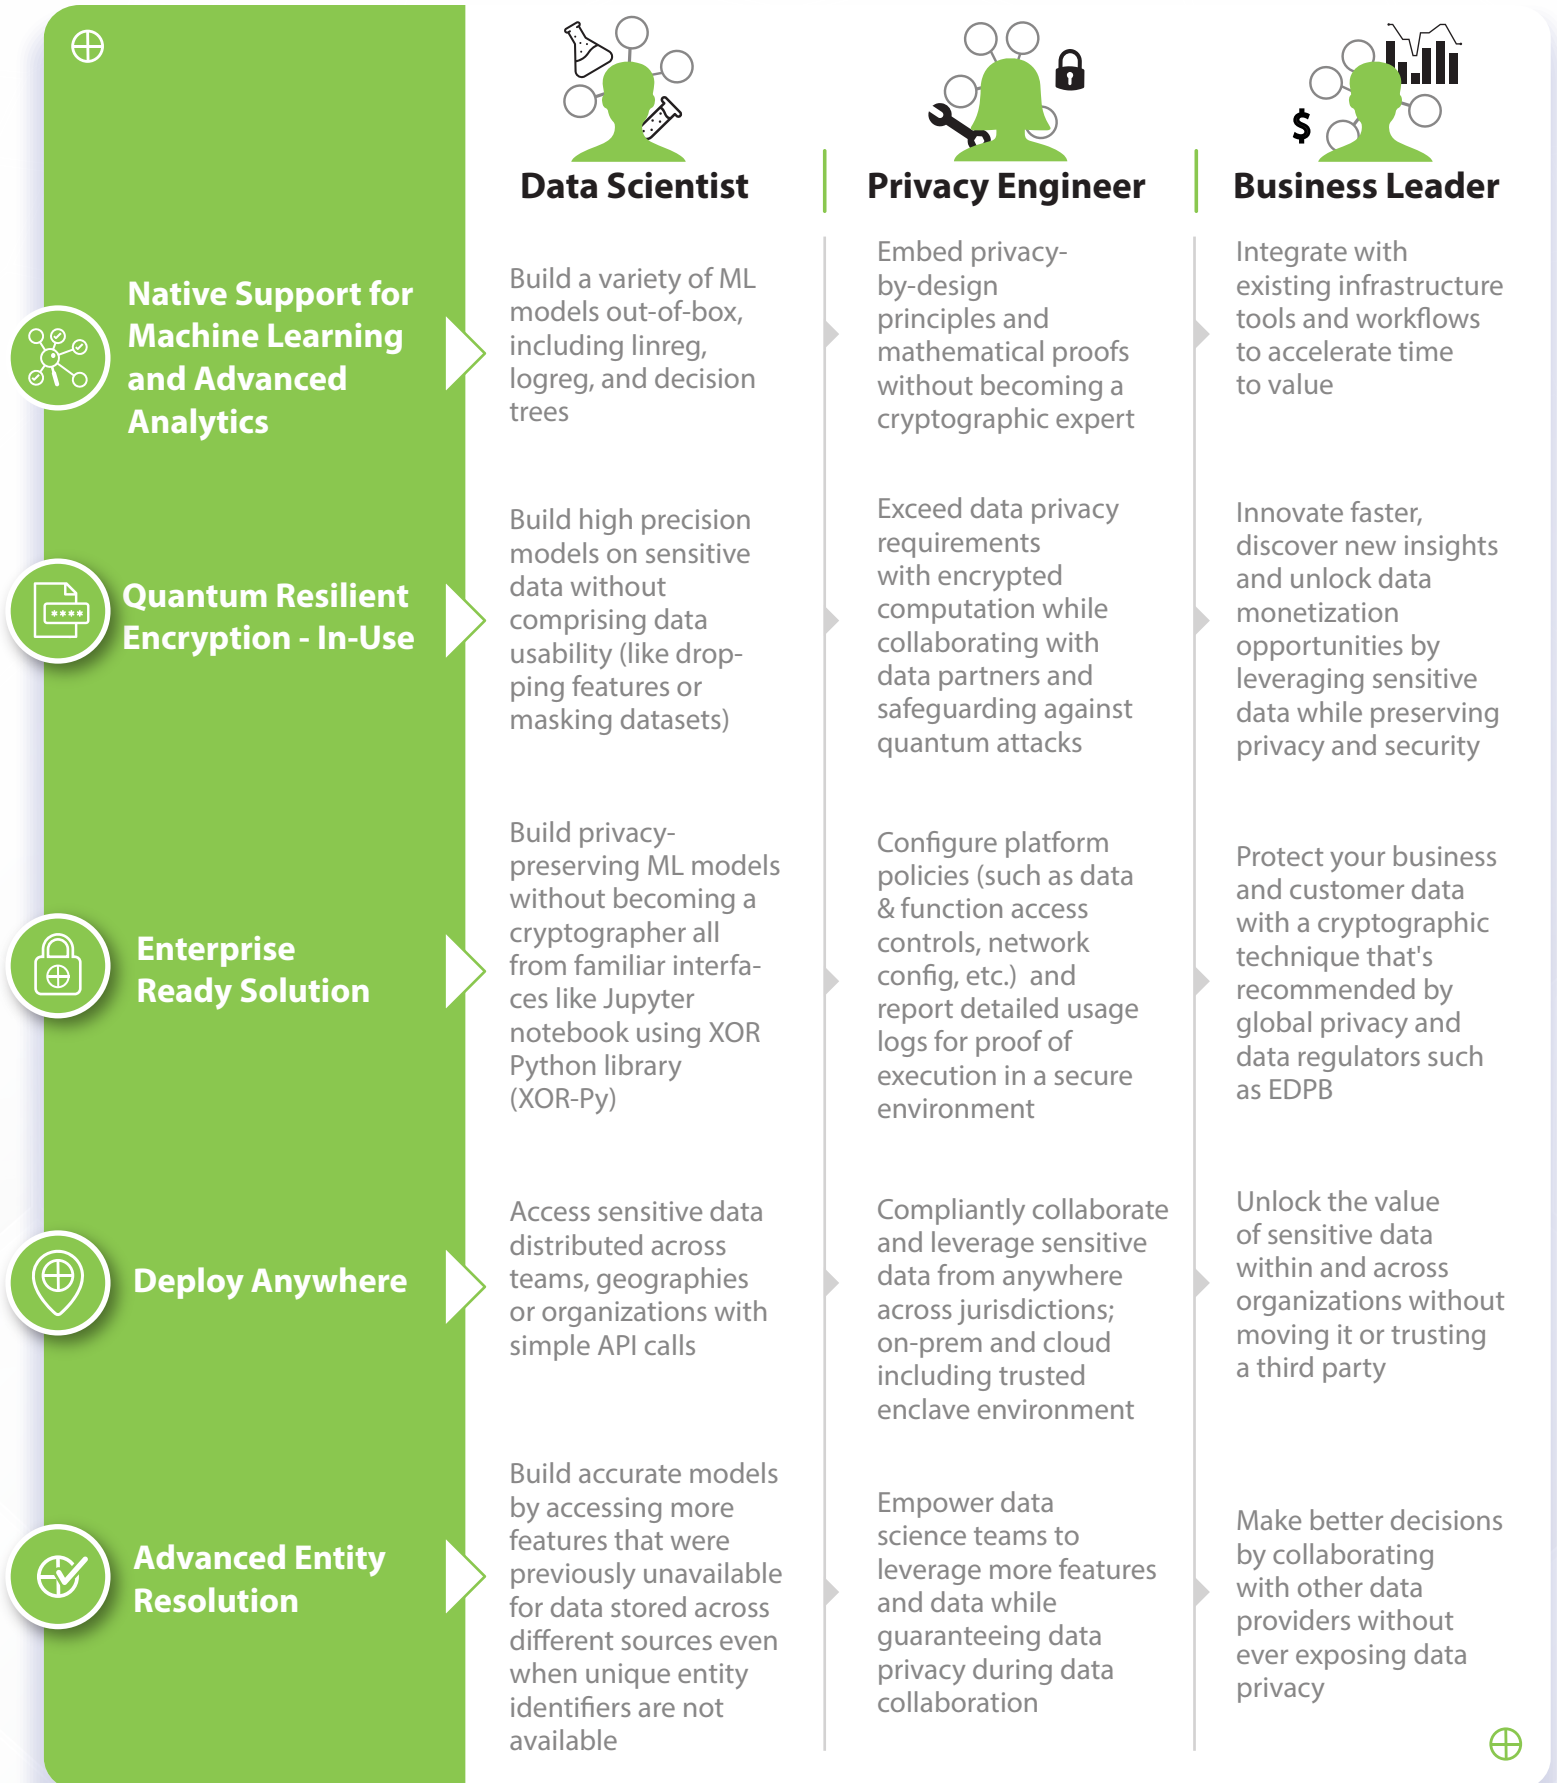 Data Scientist
Privacy Engineer
Business Leader
Native Support for
Machine Learning
and Advanced
Analytics
Build a variety of ML
models out-of-box,
including linreg,
logreg, and decision
trees
Embed privacy-
by-design
principles and
mathematical proofs
without becoming a
cryptographic expert
Integrate with
existing infrastructure
tools and workflows
to accelerate time
to value
****
Quantum Resilient
Encryption - In-Use
Build high precision
models on sensitive
data without
comprising data
usability (like drop-
ping features or
masking datasets)
Exceed data privacy
requirements
with encrypted
computation while
collaborating with
data partners and
safeguarding against
quantum attacks
Innovate faster,
discover new insights
and unlock data
monetization
opportunities by
leveraging sensitive
data while preserving
privacy and security
Enterprise
Ready Solution
Build privacy-
preserving ML models
without becoming a
cryptographer all
from familiar interfa-
ces like Jupyter
notebook using XOR
Python library
(XOR-Py)
Configure platform
policies (such as data
& function access
controls, network
config, etc.)  and
report detailed usage
logs for proof of
execution in a secure
environment
Protect your business
and customer data
with a cryptographic
technique that's
recommended by
global privacy and
data regulators such
as EDPB
Deploy Anywhere
Access sensitive data
distributed across
teams, geographies
or organizations with
simple API calls
Compliantly collaborate
and leverage sensitive
data from anywhere
across jurisdictions;
on-prem and cloud
including trusted
enclave environment
Unlock the value
of sensitive data
within and across
organizations without
moving it or trusting
a third party
Advanced Entity
Resolution
Build accurate models
by accessing more
features that were
previously unavailable
for data stored across
different sources even
when unique entity
identifiers are not
available
Empower data
science teams to
leverage more features
and data while
guaranteeing data
privacy during data
collaboration
Make better decisions
by collaborating
with other data
providers without
ever exposing data
privacy
$